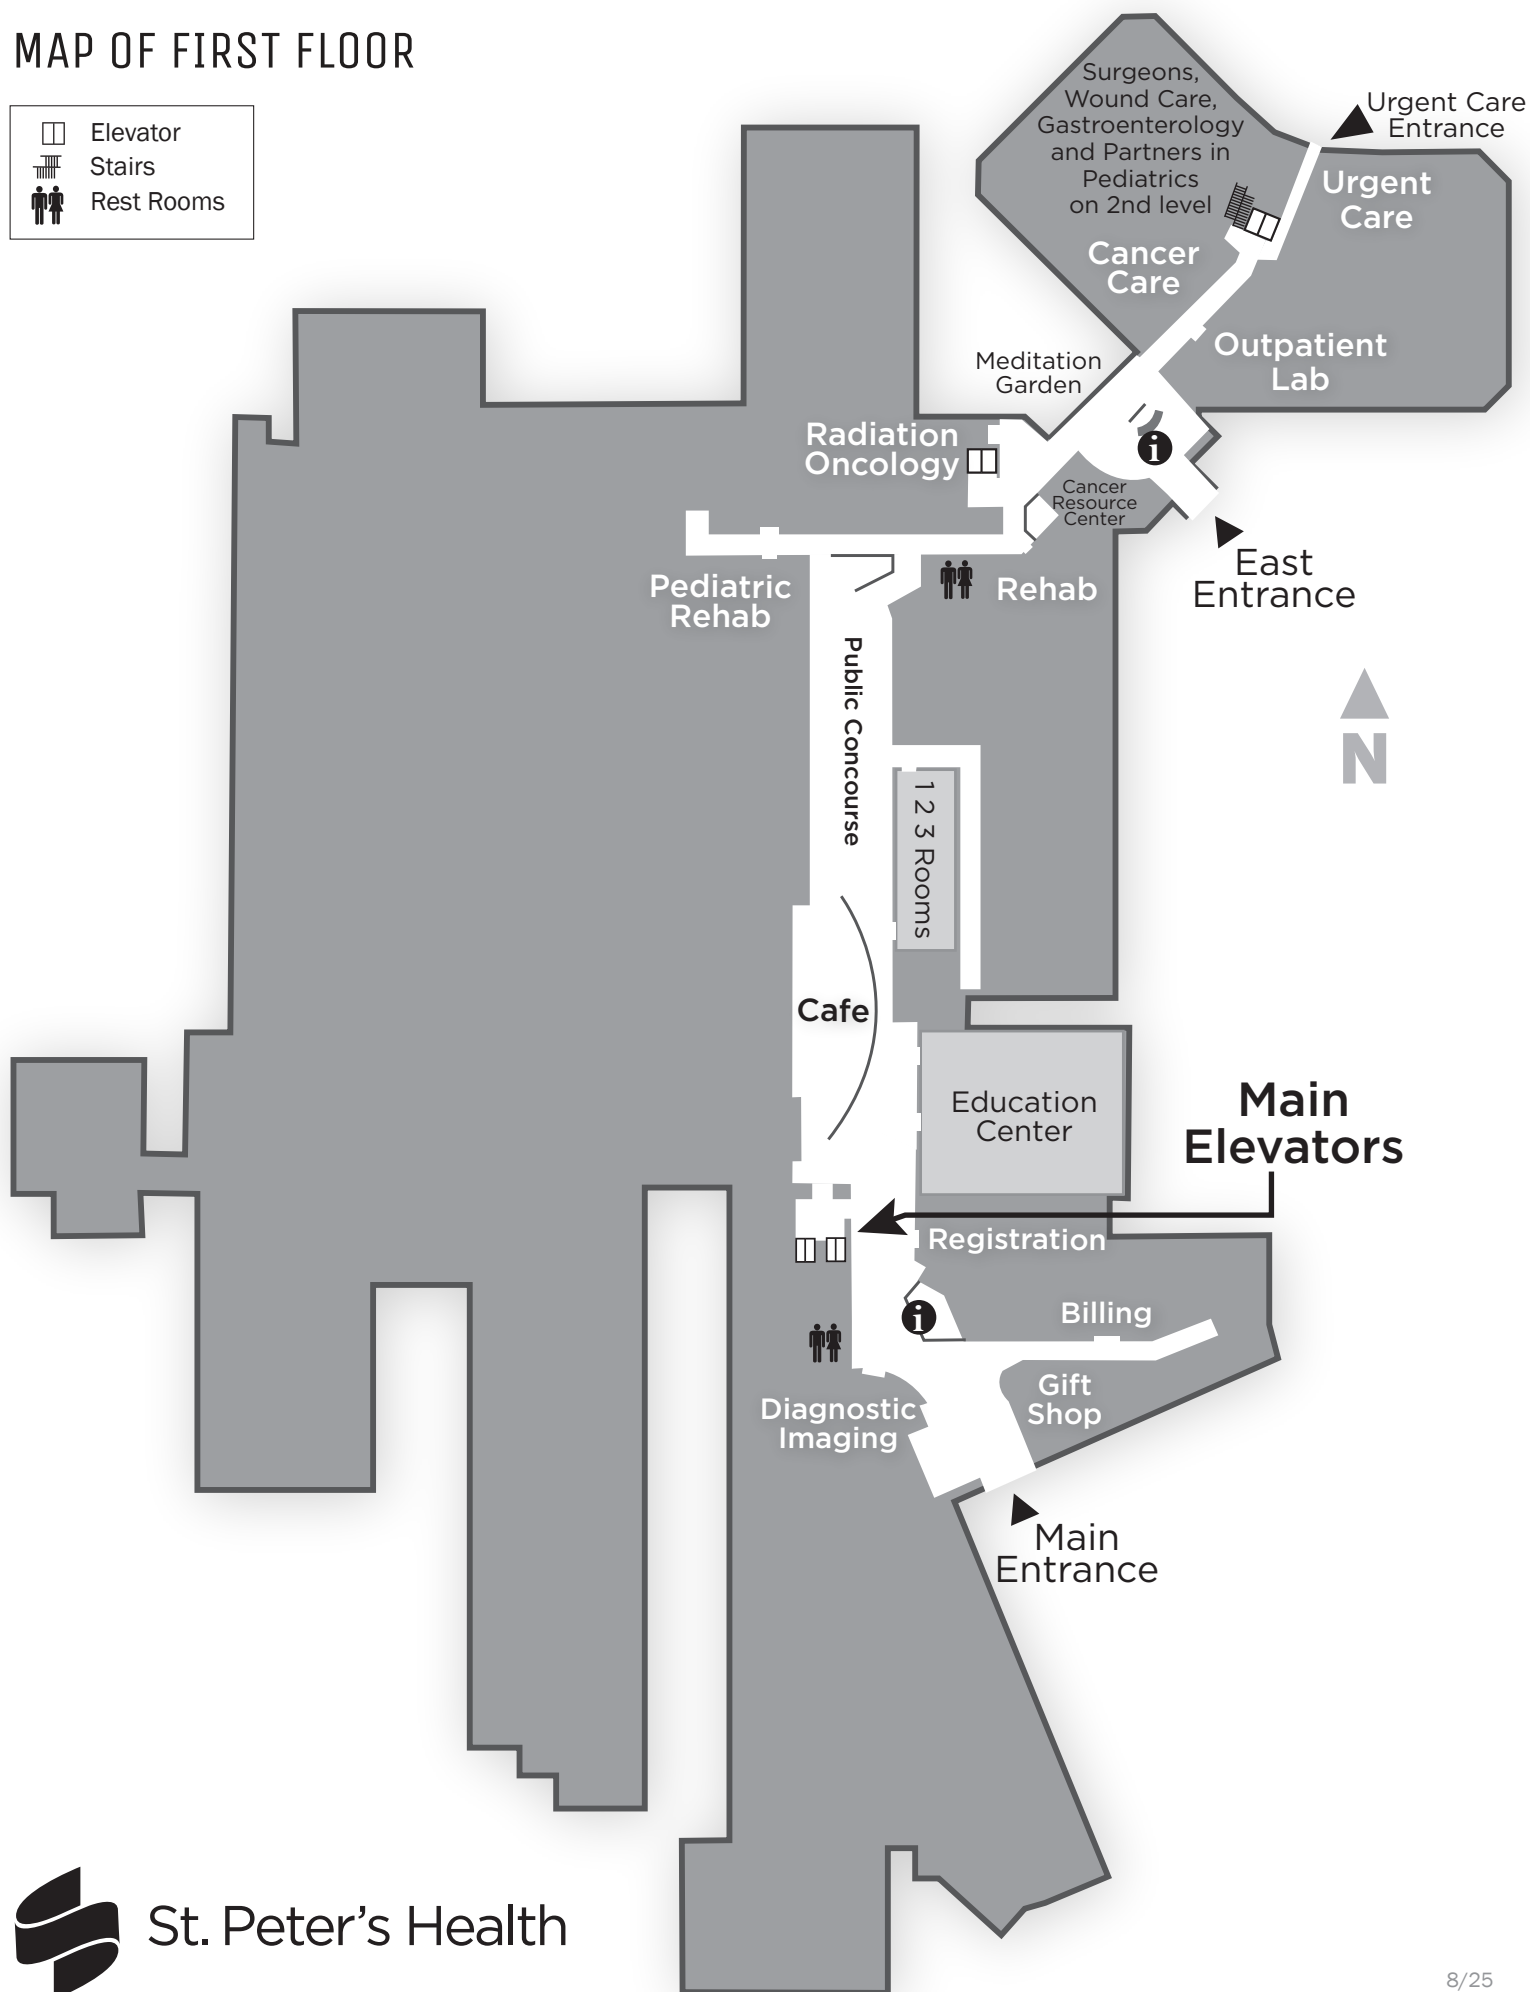 MAP OF FIRST FLOOR
Elevator
Stairs
Rest Rooms
Surgeons,
Wound Care,
Gastroenterology
and Partners in
Pediatrics
on 2nd level
Urgent Care
Entrance
Urgent
Care
Cancer
Care
Outpatient
Lab
Meditation
Garden
Radiation
Oncology
i
Cancer
Resource
Center
East
Entrance
Pediatric
Rehab
Rehab
Public Concourse
N
1 2 3 Rooms
Cafe
Education
Center
Main
Elevators
Registration
i
Billing
Gift
Shop
Diagnostic
Imaging
Main
Entrance
St. Peter's Health
8/25